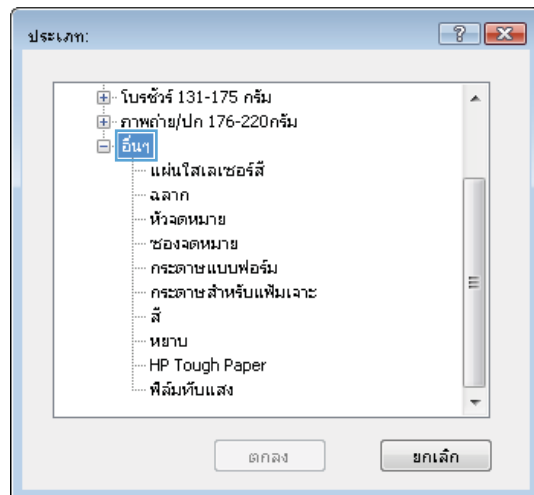 ประเภท:
โบรชัวร์ 131-175 กรัม
ภาพถ่าย/ปก 176-220กรัม
อื่นๆ
แผ่นใสเลเซอร์สี
ฉลาก
หัวจดหมาย
ซองจดหมาย
กระดาษแบบฟอร์ม
กระดาษสำหรับแฟ้มเจาะ
สี
หยาบ
HP Tough Paper
ฟิล์มทึบแสง
ตกลง
ยกเลิก